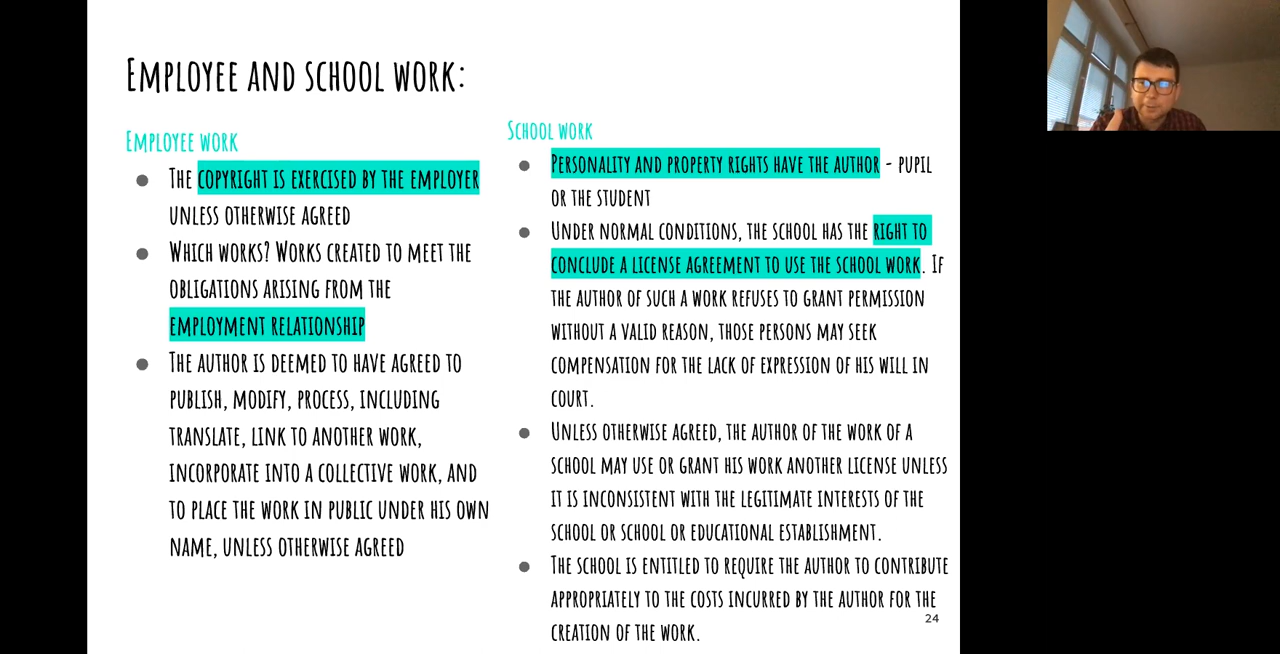 EMPLOYEE AND SCHOOL WORK:
EMPLOYEE WORK
THE COPYRIGHT IS EXERCISED BY THE EMPLOYER
UNLESS OTHERWISE AGREED
WHICH WORKS? WORKS CREATED TO MEET THE
OBLIGATIONS ARISING FROM THE
EMPLOYMENT RELATIONSHIP
THE AUTHOR IS DEEMED TO HAVE AGREED TO
PUBLISH, MODIFY, PROCESS, INCLUDING
TRANSLATE, LINK TO ANOTHER WORK,
INCORPORATE INTO A COLLECTIVE WORK, AND
TO PLACE THE WORK IN PUBLIC UNDER HIS OWN
NAME, UNLESS OTHERWISE AGREED
SCHOOL WORK
PERSONALITY AND PROPERTY RIGHTS HAVE THE AUTHOR - PUPIL
OR THE STUDENT
UNDER NORMAL CONDITIONS, THE SCHOOL HAS THE RIGHT TO
CONCLUDE A LICENSE AGREEMENT TO USE THE SCHOOL WORK. IF
THE AUTHOR OF SUCH A WORK REFUSES TO GRANT PERMISSION
WITHOUT A VALID REASON, THOSE PERSONS MAY SEEK
COMPENSATION FOR THE LACK OF EXPRESSION OF HIS WILL IN
COURT.
UNLESS OTHERWISE AGREED, THE AUTHOR OF THE WORK OF A
SCHOOL MAY USE OR GRANT HIS WORK ANOTHER LICENSE UNLESS
IT IS INCONSISTENT WITH THE LEGITIMATE INTERESTS OF THE
SCHOOL OR SCHOOL OR EDUCATIONAL ESTABLISHMENT.
THE SCHOOL IS ENTITLED TO REQUIRE THE AUTHOR TO CONTRIBUTE
APPROPRIATELY TO THE COSTS INCURRED BY THE AUTHOR FOR THE
CREATION OF THE WORK.
24